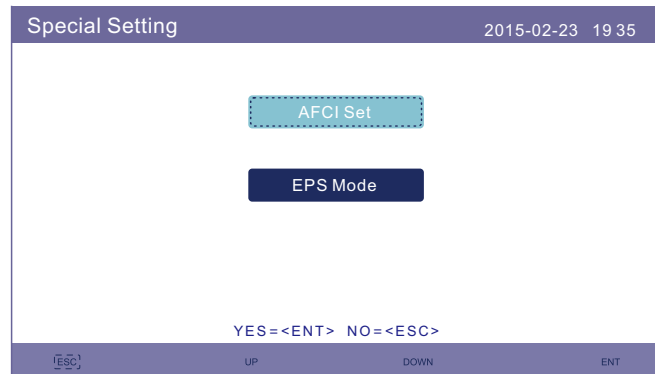 Special Setting 2015-02-23 19 35
AFCI Set
EPS Mode
YES=<ENT> NO=<ESC>
ESC UP DOWN ENT